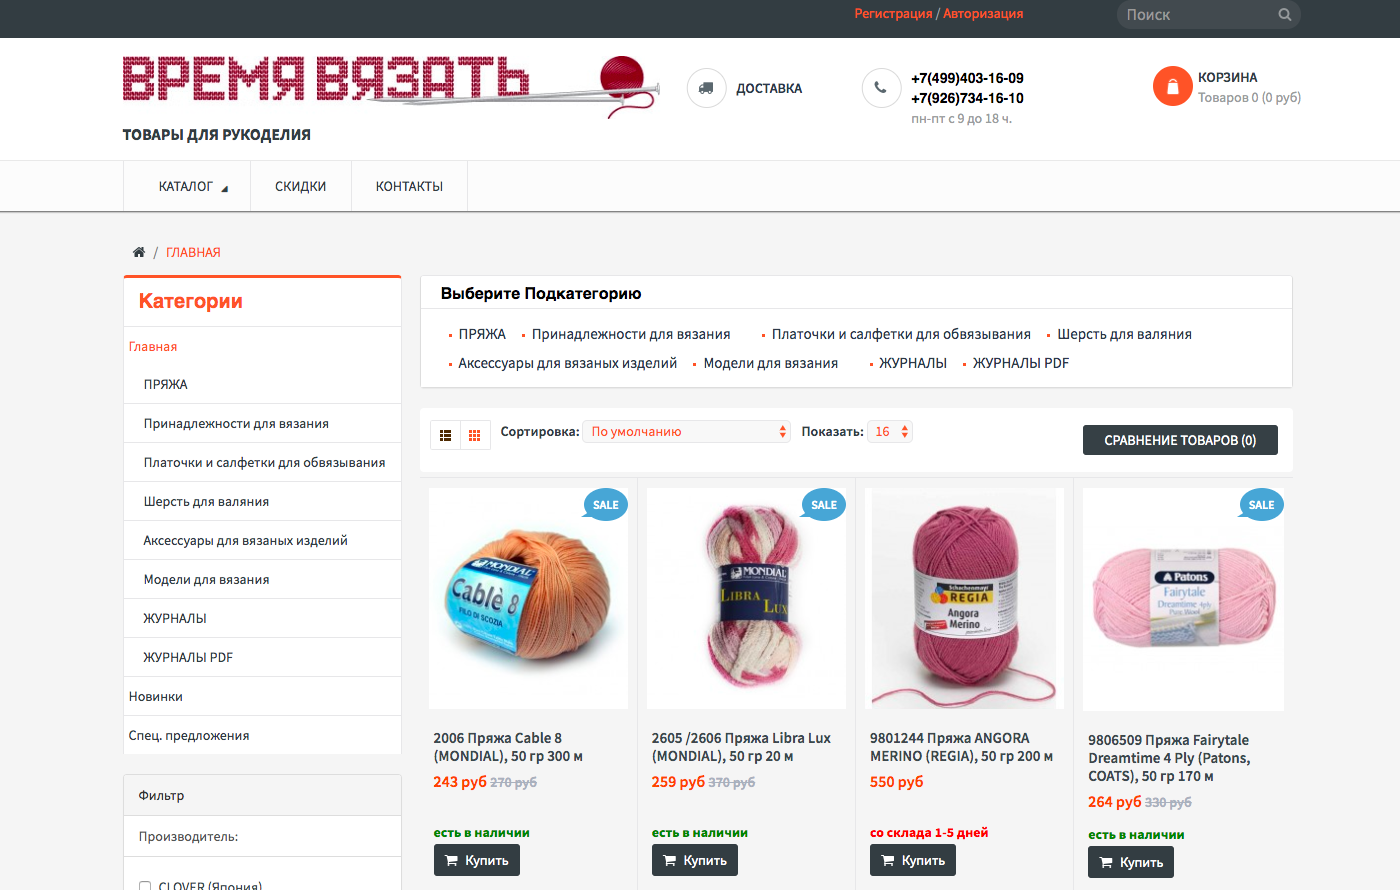 Регистрация / Авторизация
Поиск
ВРЕМЯ ВЯЗАТЬ
ТОВАРЫ ДЛЯ РУКОДЕЛИЯ
ДОСТАВКА
+7(499)403-16-09
+7(926)734-16-10
пн-пт с 9 до 18 ч.
КОРЗИНА
Товаров 0 (0 руб)
КАТАЛОГ
СКИДКИ
КОНТАКТЫ
/ ГЛАВНАЯ
Категории
Главная
ПРЯЖА
Принадлежности для вязания
Платочки и салфетки для обвязывания
Шерсть для валяния
Аксессуары для вязаных изделий
Модели для вязания
ЖУРНАЛЫ
ЖУРНАЛЫ PDF
Новинки
Спец. предложения
Фильтр
Производитель:
CLOVER (Япония)
Выберите Подкатегорию
ПРЯЖА Принадлежности для вязания Платочки и салфетки для обвязывания Шерсть для валяния
Аксессуары для вязаных изделий Модели для вязания ЖУРНАЛЫ ЖУРНАЛЫ PDF
Сортировка: По умолчанию Показать: 16
СРАВНЕНИЕ ТОВАРОВ (0)
SALE
MONDIAL
Cablè 8
FILO DI SCOZIA
2006 Пряжа Cable 8
(MONDIAL), 50 гр 300 м
243 руб 270 руб
есть в наличии
Купить
SALE
MONDIAL
LIBRA
LUX
2605 /2606 Пряжа Libra Lux
(MONDIAL), 50 гр 20 м
259 руб 370 руб
есть в наличии
Купить
Schachenmayr
REGIA
Angora
Merino
9801244 Пряжа ANGORA
MERINO (REGIA), 50 гр 200 м
550 руб
со склада 1-5 дней
Купить
SALE
Patons
Fairytale
Dreamtime 4ply
Pure Wool
9806509 Пряжа Fairytale
Dreamtime 4 Ply (Patons,
COATS), 50 гр 170 м
264 руб 330 руб
есть в наличии
Купить